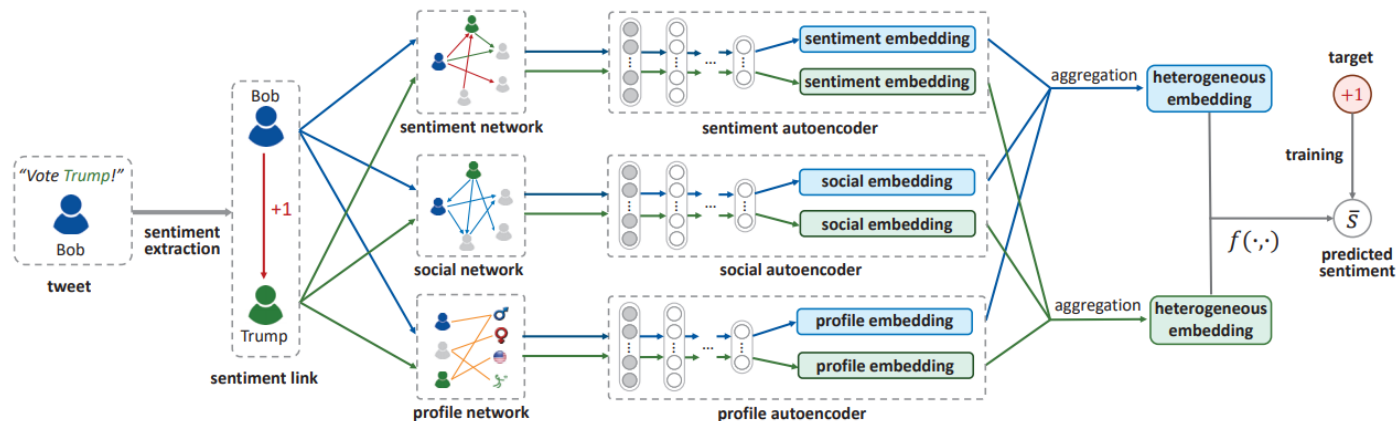 “Vote Trump!”
Bob
tweet
sentiment
extraction
Bob
+1
Trump
sentiment link
sentiment network
social network
profile network
...
sentiment embedding
sentiment embedding
sentiment autoencoder
...
social embedding
social embedding
social autoencoder
...
profile embedding
profile embedding
profile autoencoder
aggregation
heterogeneous
embedding
aggregation
heterogeneous
embedding
target
+1
training
f(·,·)
s̄
predicted
sentiment